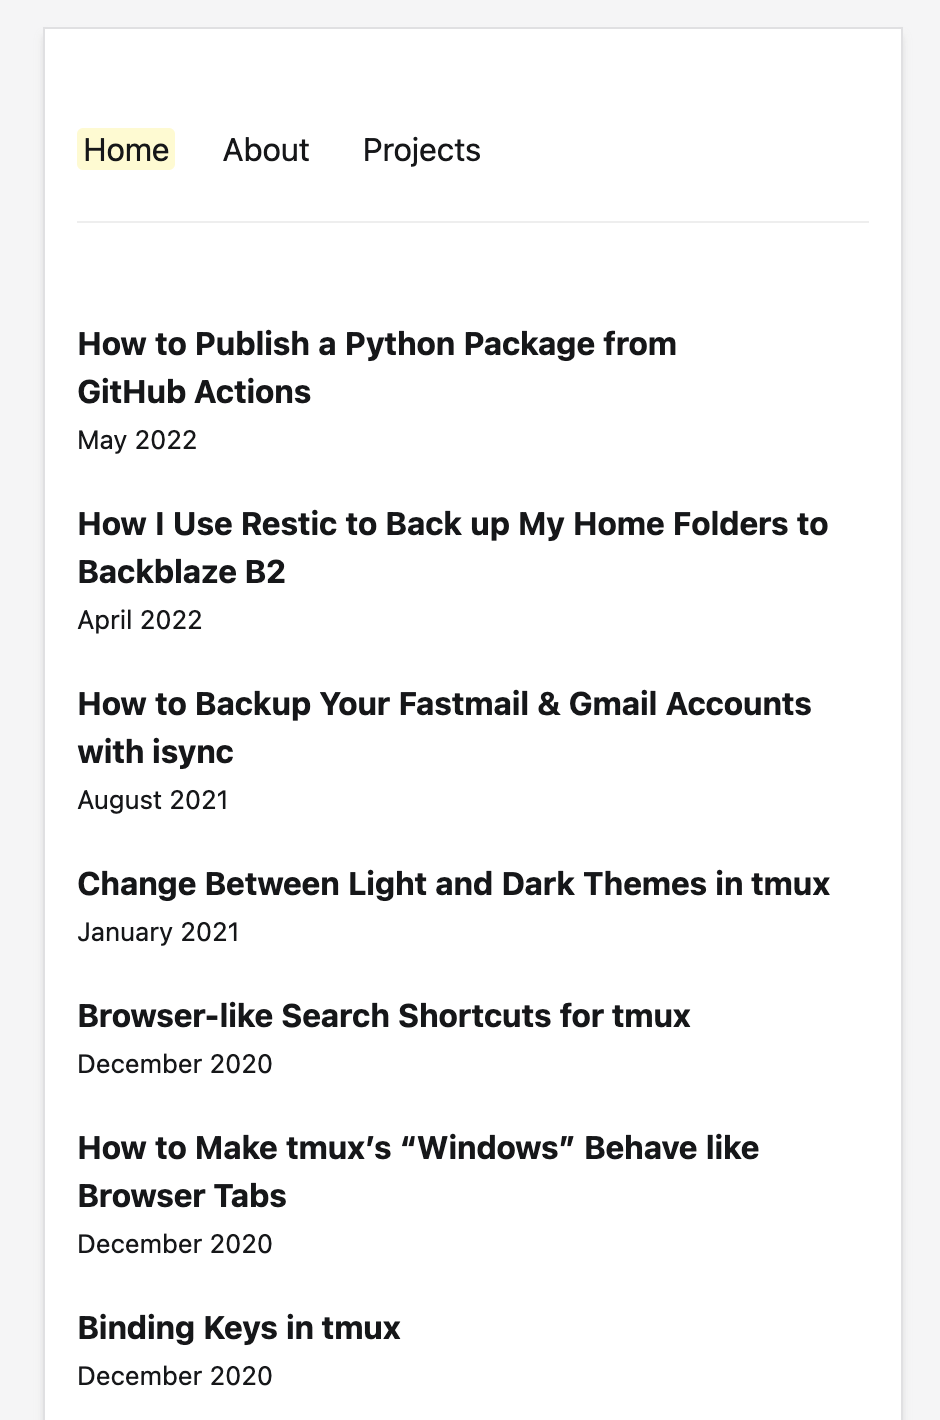 Home About Projects
How to Publish a Python Package from
GitHub Actions
May 2022
How I Use Restic to Back up My Home Folders to
Backblaze B2
April 2022
How to Backup Your Fastmail & Gmail Accounts
with isync
August 2021
Change Between Light and Dark Themes in tmux
January 2021
Browser-like Search Shortcuts for tmux
December 2020
How to Make tmux’s “Windows” Behave like
Browser Tabs
December 2020
Binding Keys in tmux
December 2020